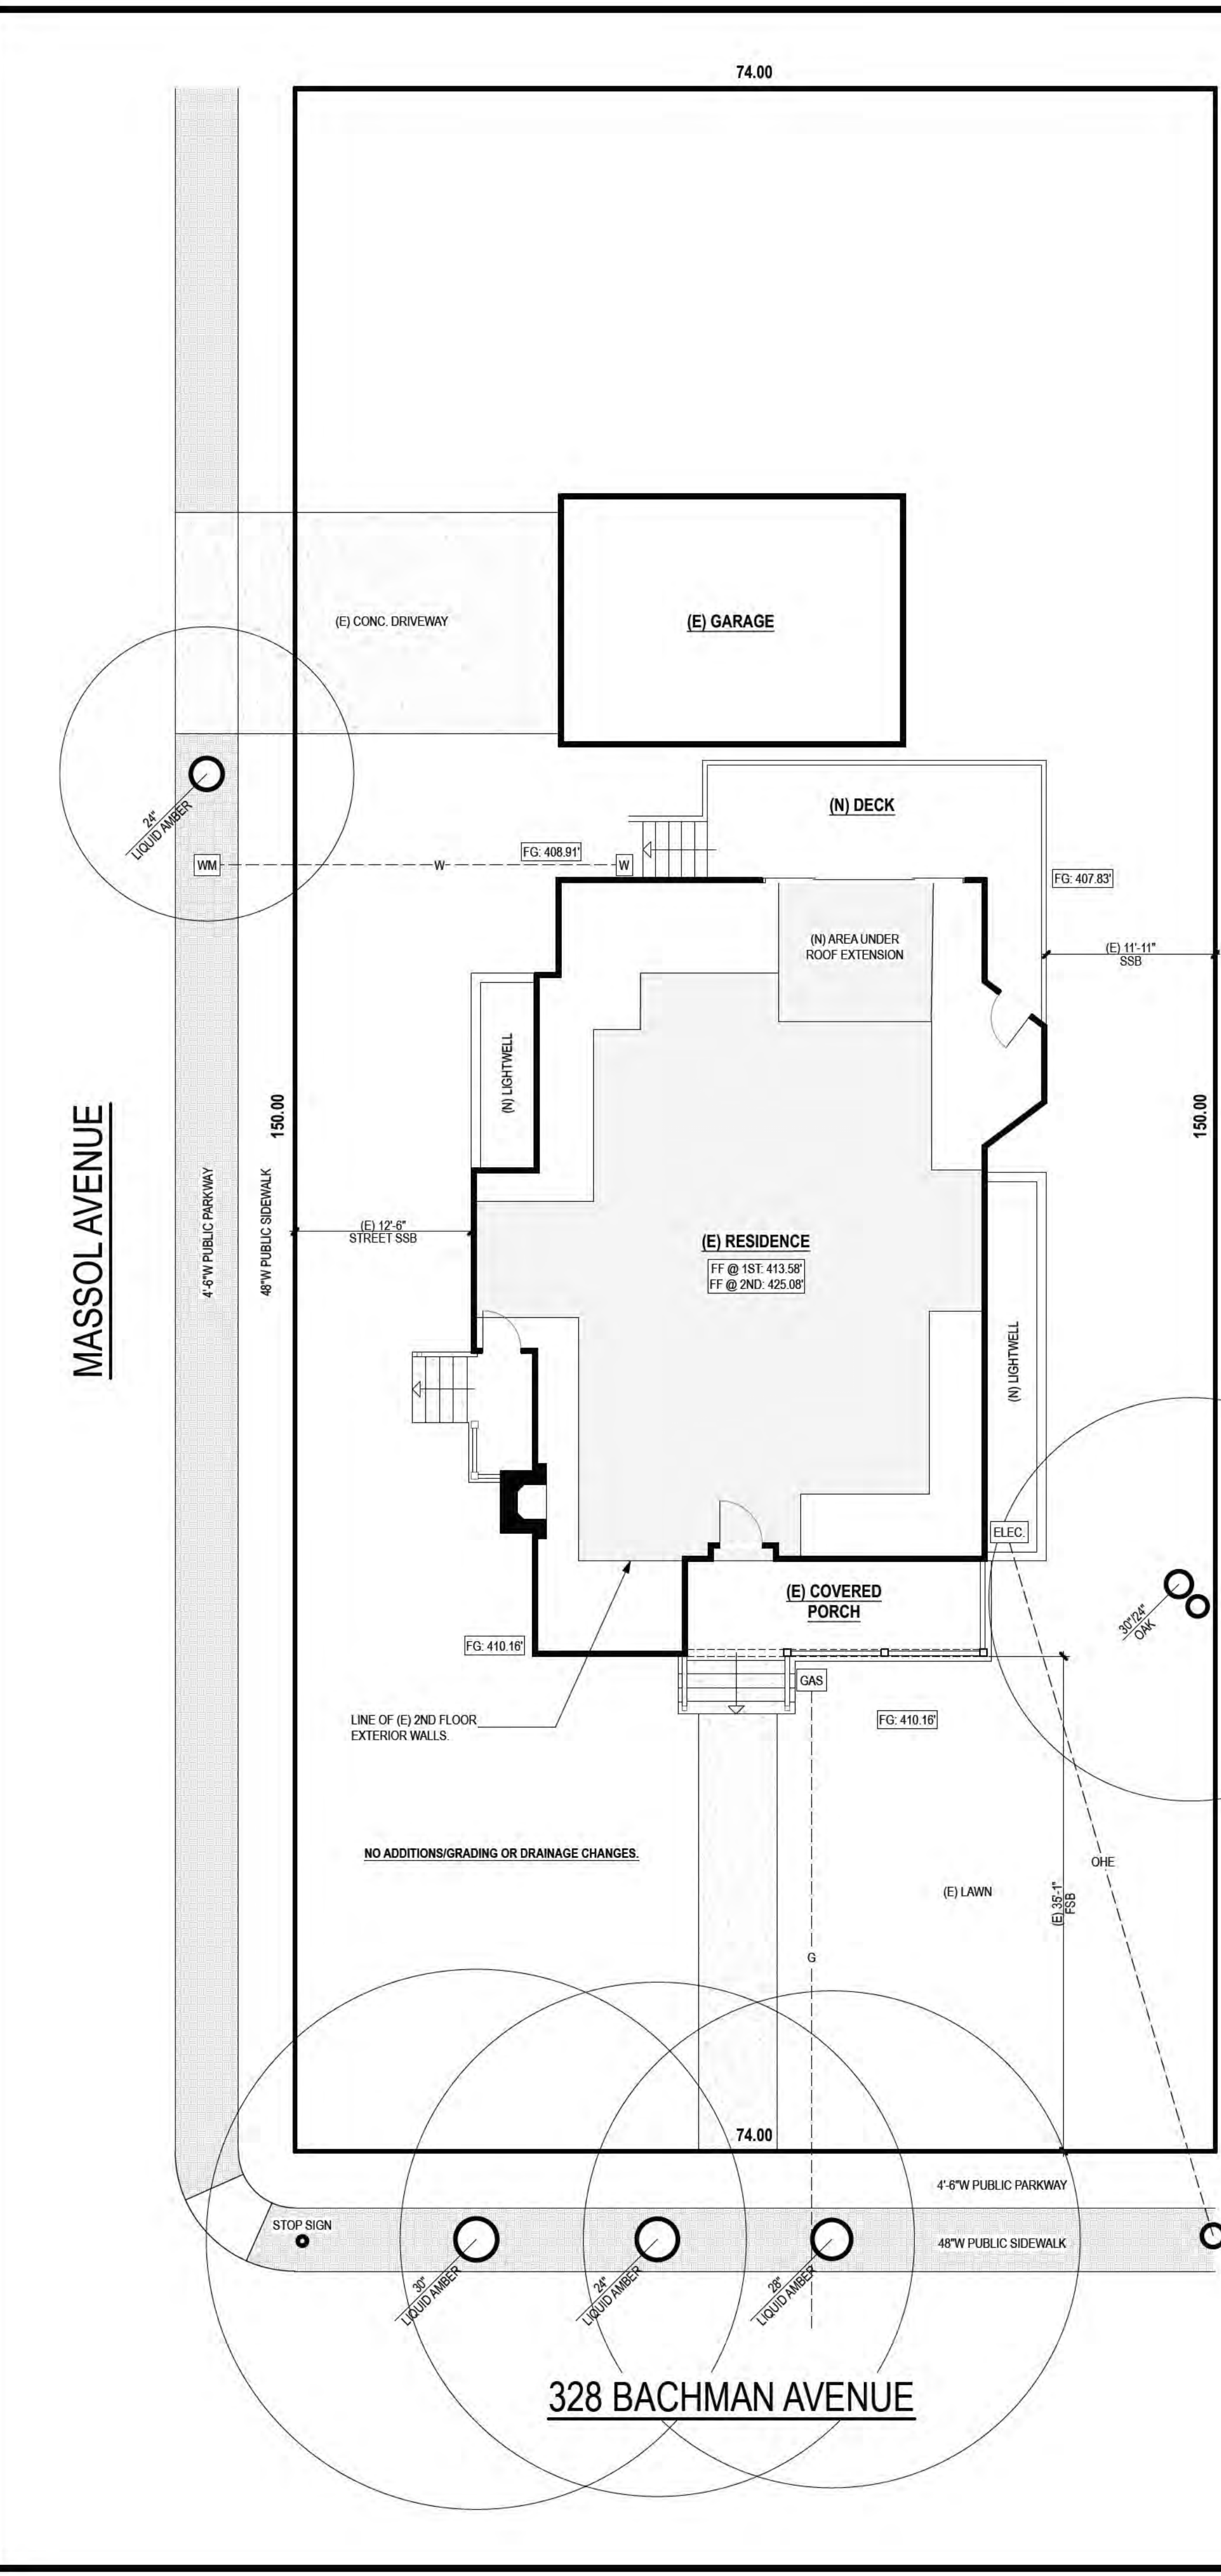 74.00
(E) CONC. DRIVEWAY
(E) GARAGE
24"
LIQUID AMBER
(N) DECK
WM
W
FG: 408.91'
W
FG: 407.83'
(N) AREA UNDER
ROOF EXTENSION
(E) 11'-11"
SSB
(N) LIGHTWELL
MASSOL AVENUE
4'-6"W PUBLIC PARKWAY
48"W PUBLIC SIDEWALK
150.00
150.00
(E) 12'-6"
STREET SSB
(E) RESIDENCE
FF @ 1ST: 413.58'
FF @ 2ND: 425.08'
(N) LIGHTWELL
ELEC.
(E) COVERED
PORCH
30"/24"
OAK
FG: 410.16'
GAS
FG: 410.16'
LINE OF (E) 2ND FLOOR
EXTERIOR WALLS.
NO ADDITIONS/GRADING OR DRAINAGE CHANGES.
OHE
(E) LAWN
(E) 35'-1"
FSB
G
74.00
4'-6"W PUBLIC PARKWAY
STOP SIGN
48"W PUBLIC SIDEWALK
30"
LIQUID AMBER
24"
LIQUID AMBER
28"
LIQUID AMBER
328 BACHMAN AVENUE